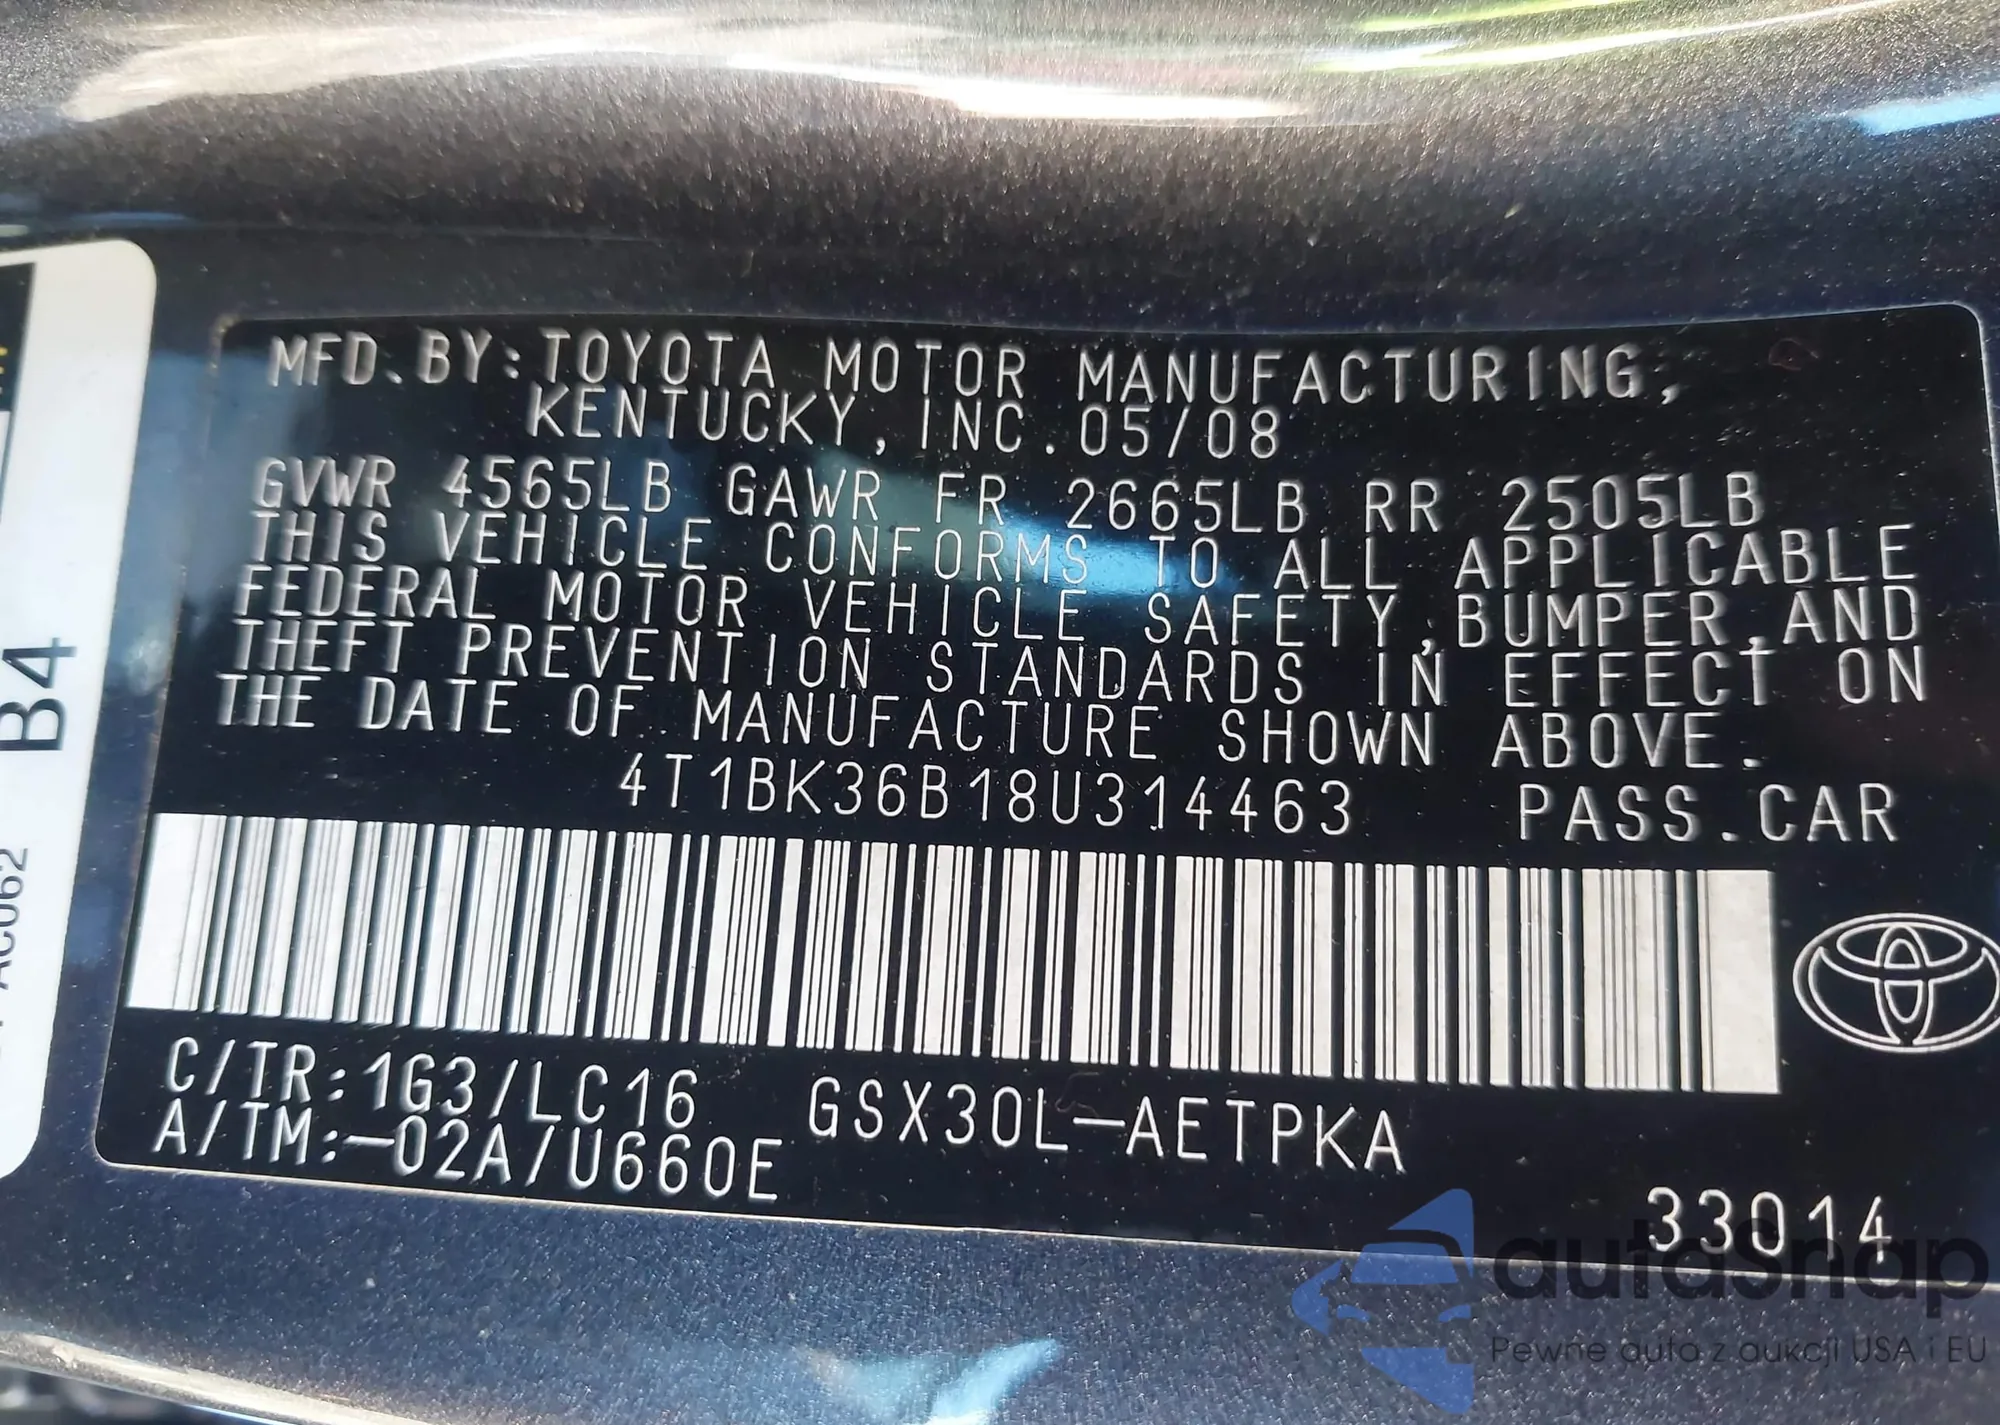 MFD.BY:TOYOTA MOTOR MANUFACTURING,
KENTUCKY,INC.05/08
GVWR 4565LB GAWR FR 2665LB RR 2505LB
THIS VEHICLE CONFORMS TO ALL APPLICABLE
FEDERAL MOTOR VEHICLE SAFETY,BUMPER,AND
THEFT PREVENTION STANDARDS IN EFFECT ON
THE DATE OF MANUFACTURE SHOWN ABOVE.
4T1BK36B18U314463 PASS.CAR
C/TR:1G3/LC16 GSX30L-AETPKA
A/TM:-02A/U660E
33014
B4
AC062
autosnap
Pewne auto z aukcji USA i EU